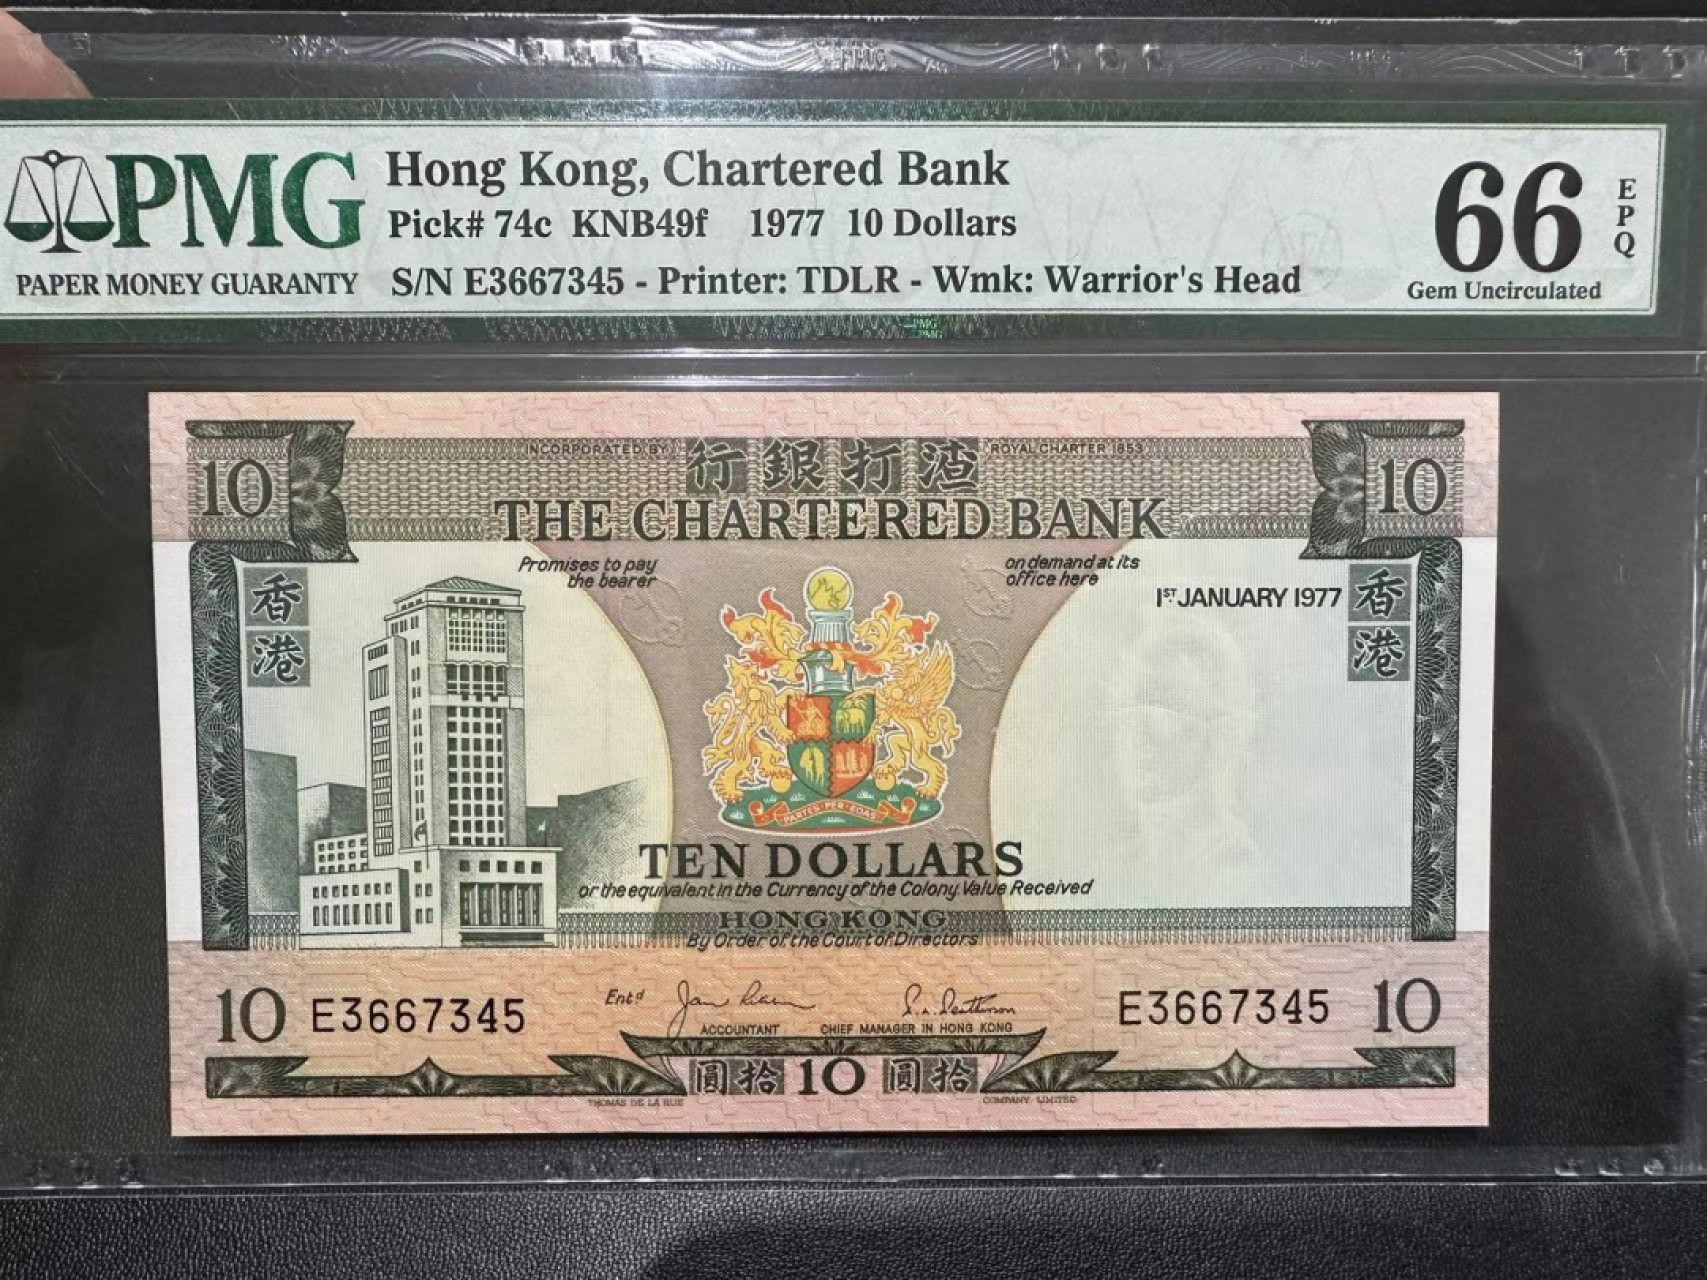 PMG
PAPER MONEY GUARANTY
Hong Kong, Chartered Bank
Pick# 74c KNB49f 1977 10 Dollars
S/N E3667345 - Printer: TDLR - Wmk: Warrior's Head
66 EPQ
Gem Uncirculated
10 10
INCORPORATED BY 行銀打渣 ROYAL CHARTER 1853
THE CHARTERED BANK
Promises to pay
the bearer
on demand at its
office here
1ST JANUARY 1977
香港
香港
PARTES·PER·EOAS
TEN DOLLARS
or the equivalent in the Currency of the Colony. Value Received
HONG KONG
By Order of the Court of Directors
10 E3667345 Entd E3667345 10
ACCOUNTANT CHIEF MANAGER IN HONG KONG
圓拾 10 圓拾
THOMAS DE LA RUE COMPANY, LIMITED.